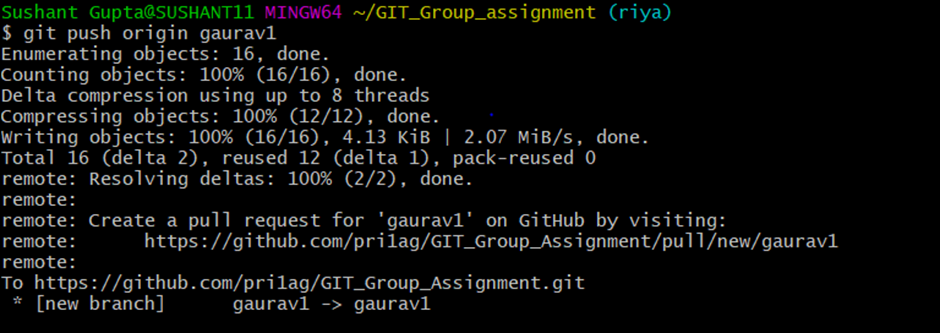 Sushant Gupta@SUSHANT11 MINGW64 ~/GIT_Group_assignment (riya)
$ git push origin gaurav1
Enumerating objects: 16, done.
Counting objects: 100% (16/16), done.
Delta compression using up to 8 threads
Compressing objects: 100% (12/12), done.
Writing objects: 100% (16/16), 4.13 KiB | 2.07 MiB/s, done.
Total 16 (delta 2), reused 12 (delta 1), pack-reused 0
remote: Resolving deltas: 100% (2/2), done.
remote:
remote: Create a pull request for 'gaurav1' on GitHub by visiting:
remote:      https://github.com/pri1ag/GIT_Group_Assignment/pull/new/gaurav1
remote:
To https://github.com/pri1ag/GIT_Group_Assignment.git
 * [new branch]      gaurav1 -> gaurav1